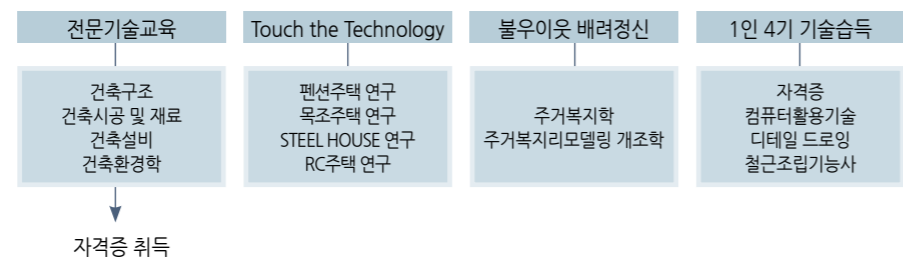 전문기술교육
건축구조
건축시공 및 재료
건축설비
건축환경학
자격증 취득
Touch the Technology
펜션주택 연구
목조주택 연구
STEEL HOUSE 연구
RC주택 연구
불우이웃 배려정신
주거복지학
주거복지리모델링 개조학
1인 4기 기술습득
자격증
컴퓨터활용기술
디테일 드로잉
철근조립기능사